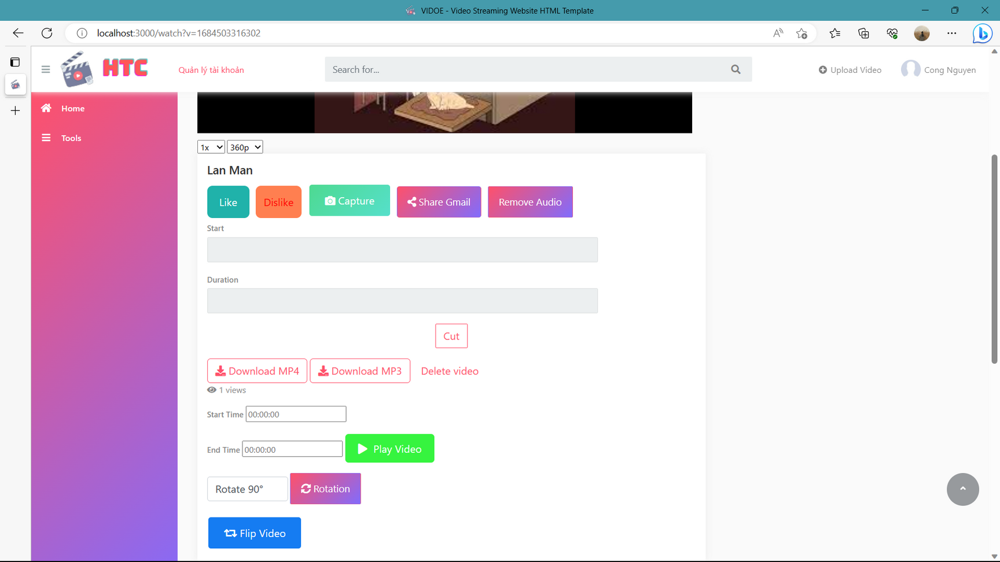 VIDOE - Video Streaming Website HTML Template
localhost:3000/watch?v=1684503316302
HTC
Quản lý tài khoản
Search for...
Upload Video
Cong Nguyen
Home
Tools
1x 360p
Lan Man
Like Dislike Capture Share Gmail Remove Audio
Start
Duration
Cut
Download MP4 Download MP3 Delete video
1 views
Start Time 00:00:00
End Time 00:00:00 Play Video
Rotate 90° Rotation
Flip Video